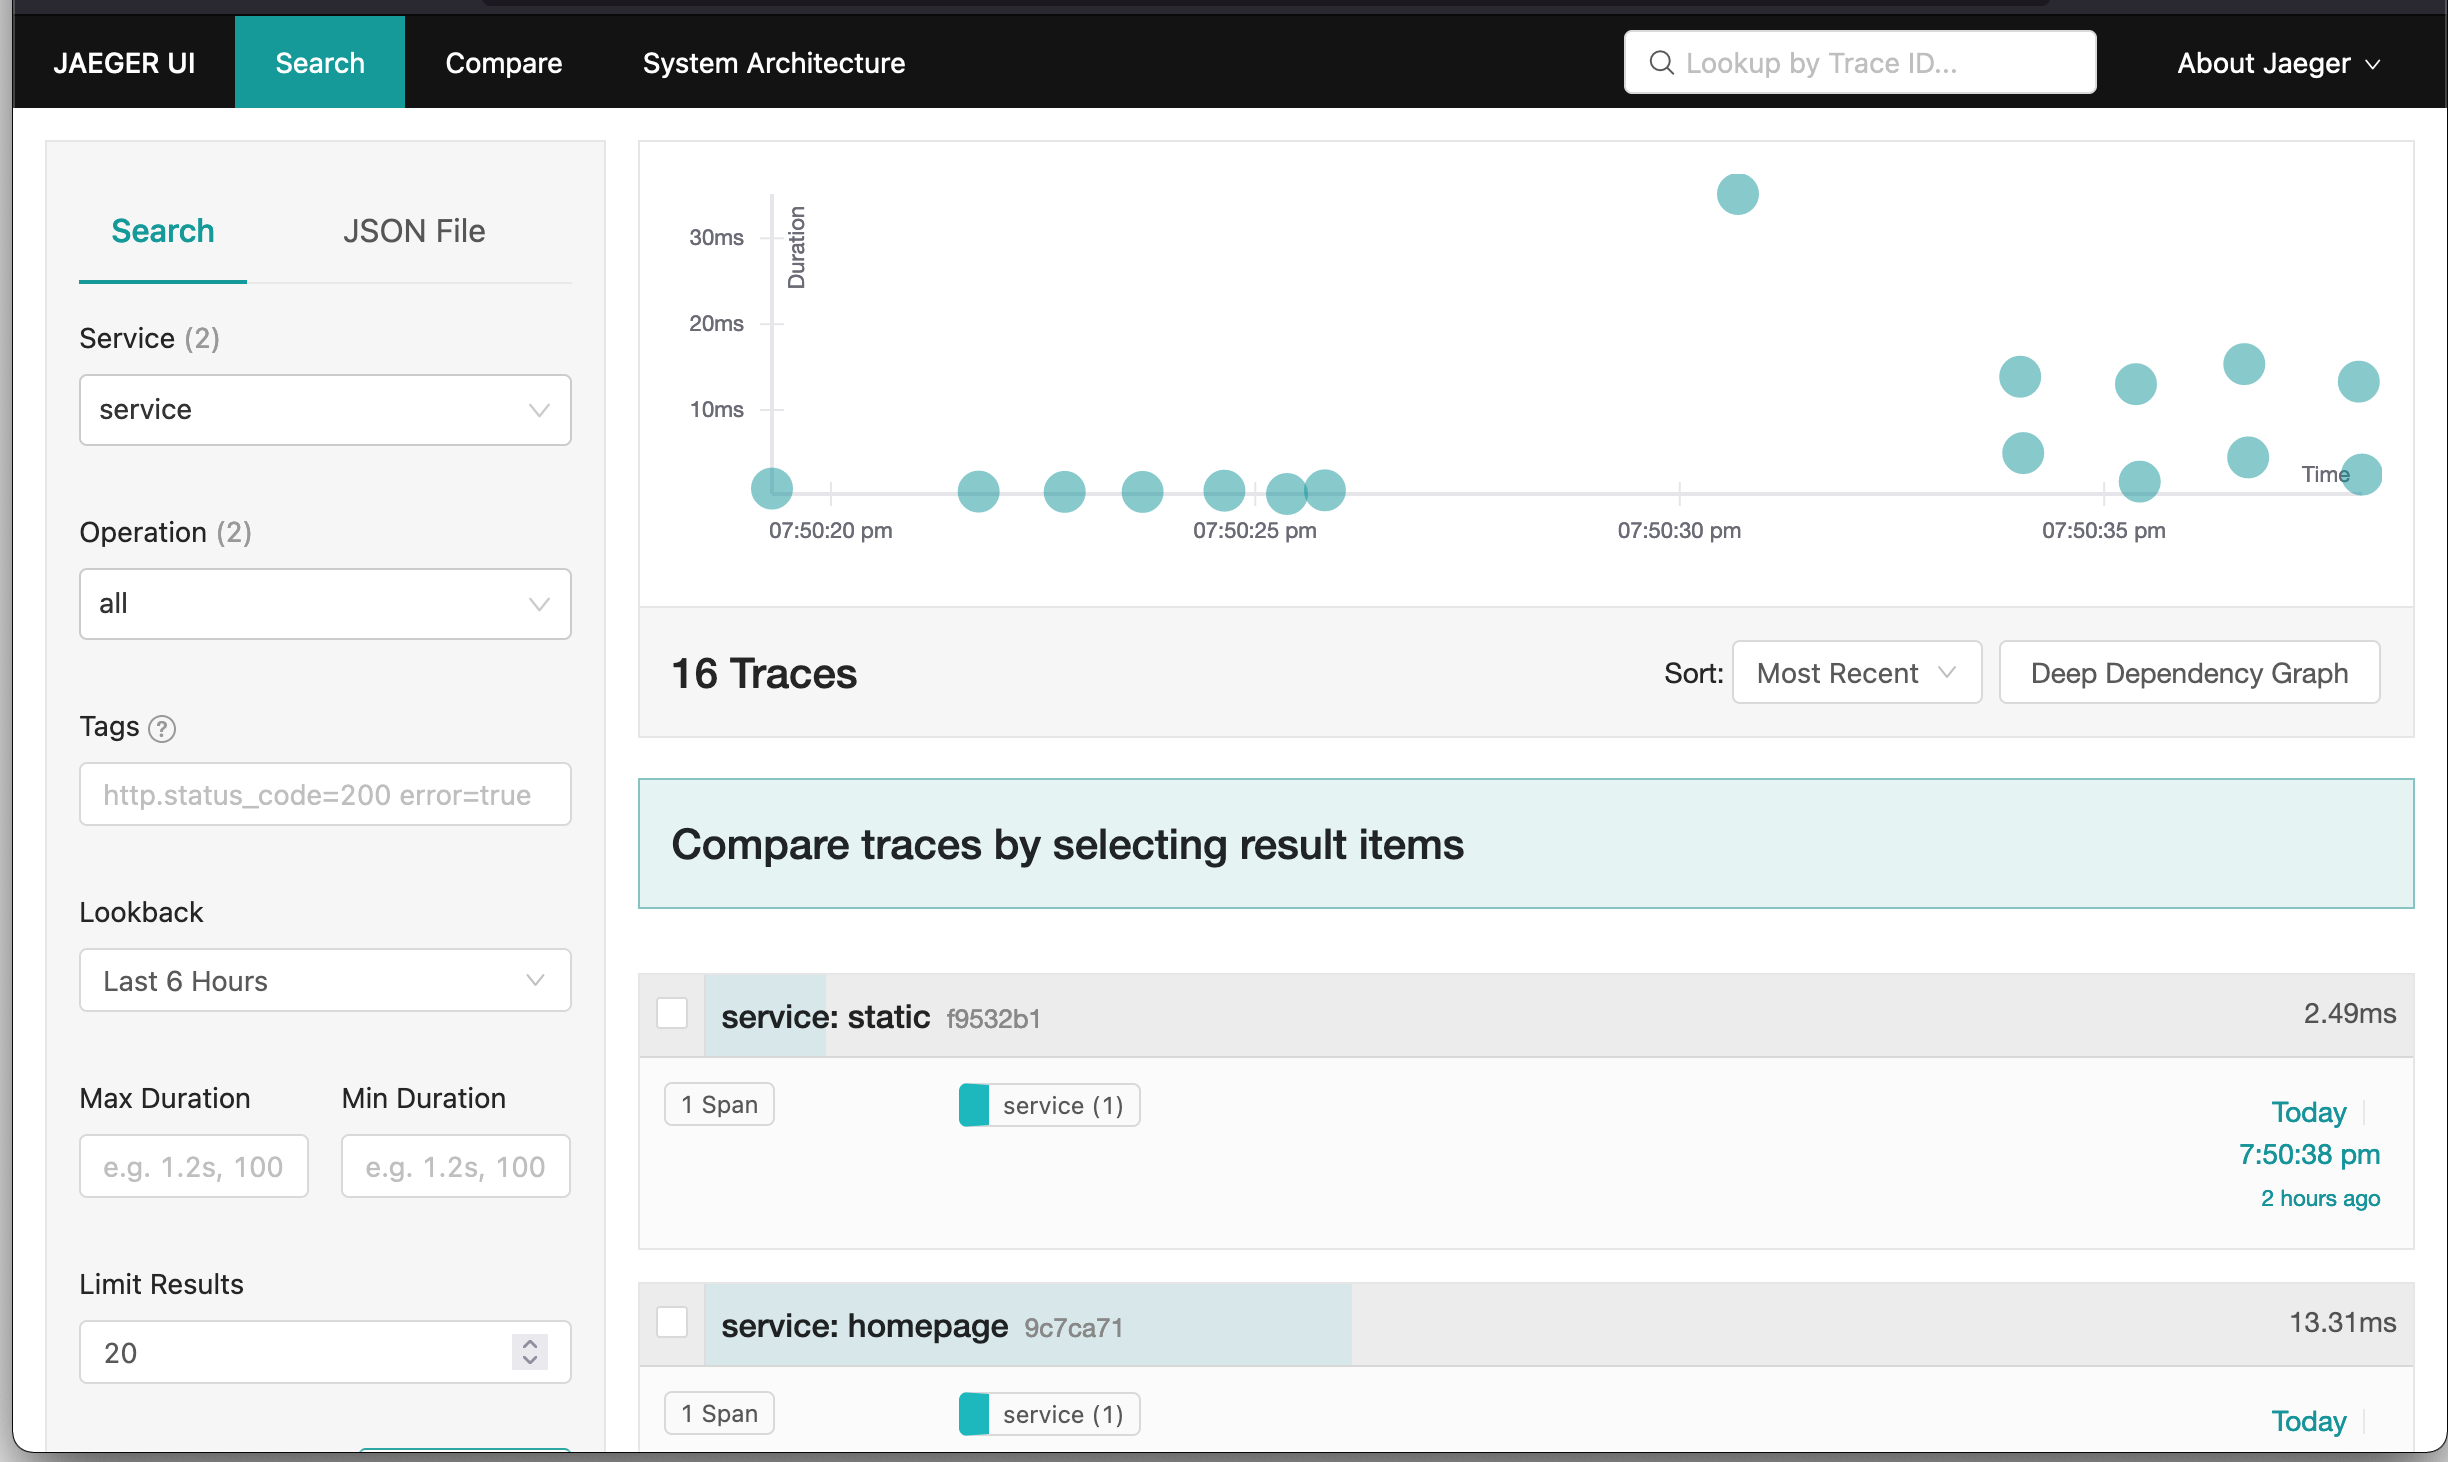 JAEGER UI
Search
Compare
System Architecture
Lookup by Trace ID...
About Jaeger
Search
JSON File
Service (2)
service
Operation (2)
all
Tags ?
http.status_code=200 error=true
Lookback
Last 6 Hours
Max Duration
Min Duration
e.g. 1.2s, 100
e.g. 1.2s, 100
Limit Results
20
Duration
30ms
20ms
10ms
Time
07:50:20 pm
07:50:25 pm
07:50:30 pm
07:50:35 pm
16 Traces
Sort:
Most Recent
Deep Dependency Graph
Compare traces by selecting result items
service: static f9532b1
2.49ms
1 Span
service (1)
Today
7:50:38 pm
2 hours ago
service: homepage 9c7ca71
13.31ms
1 Span
service (1)
Today